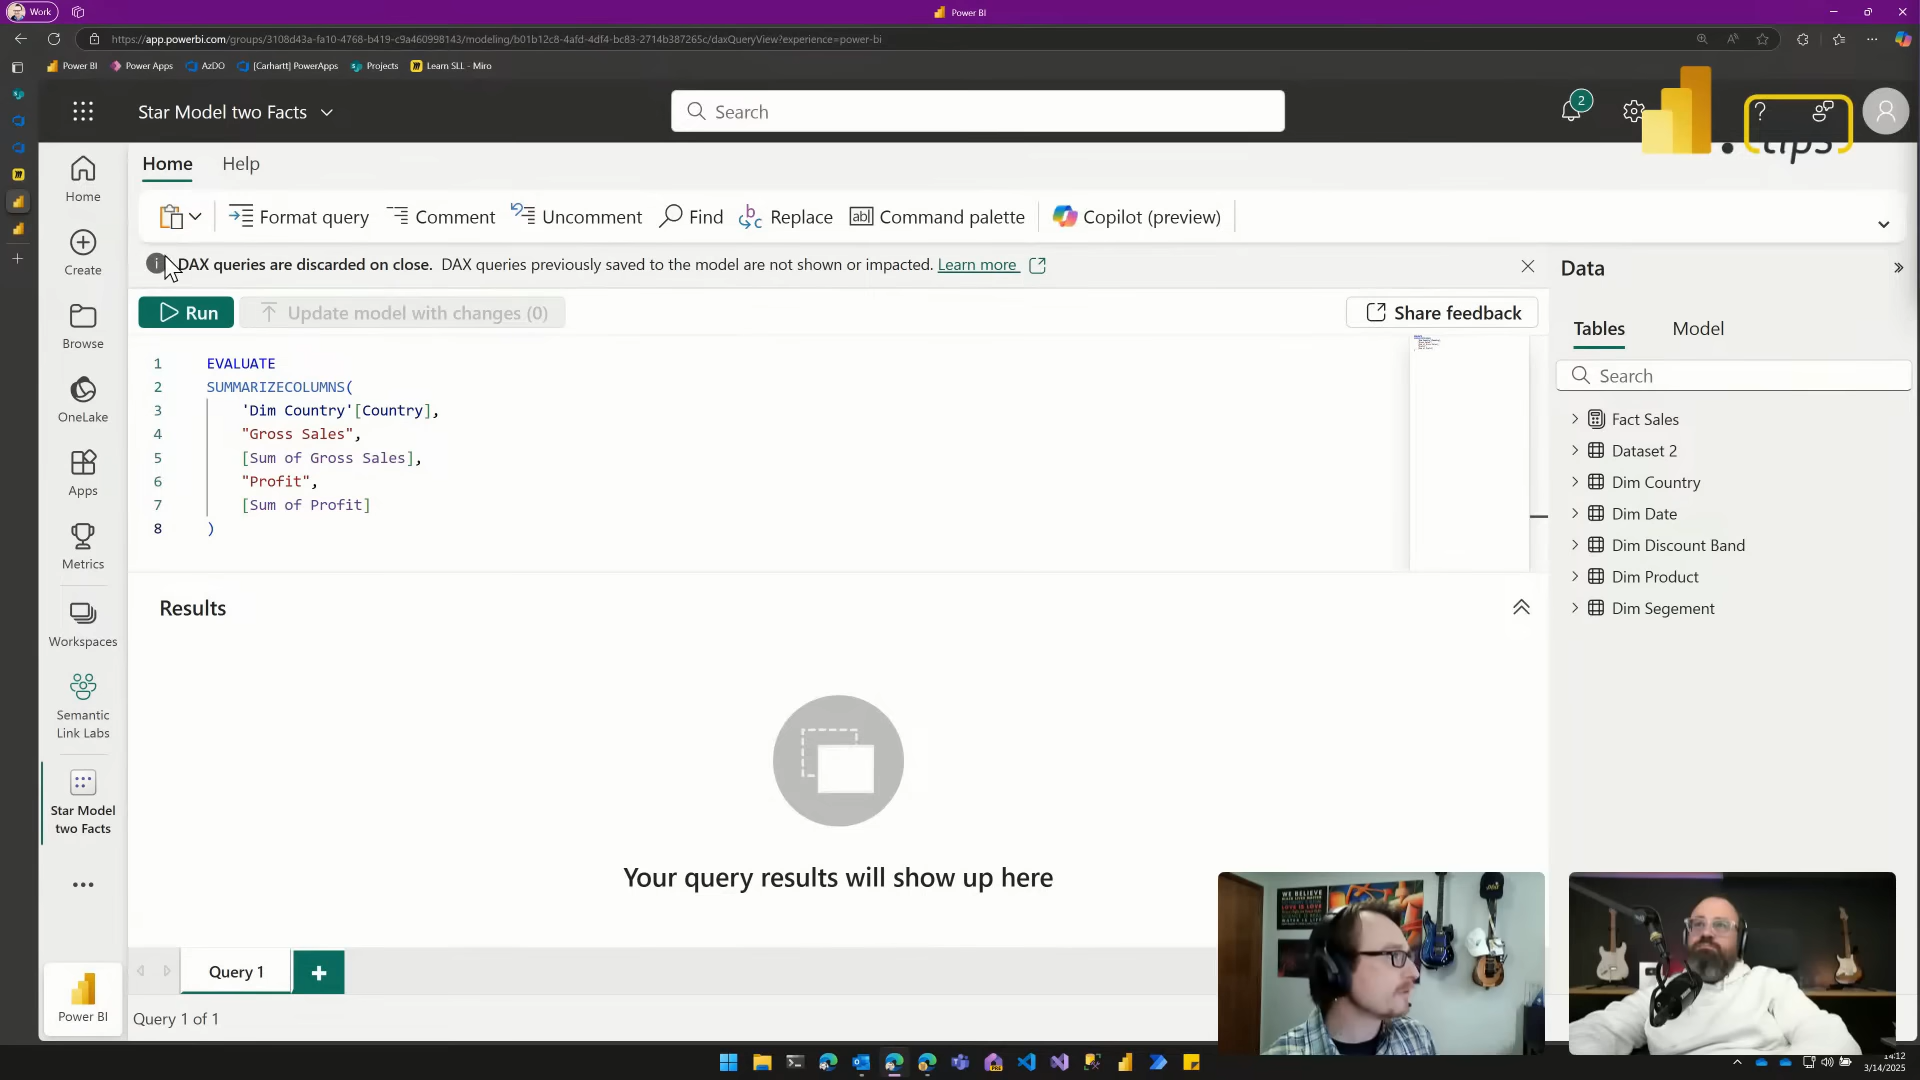 Work
Power BI
https://app.powerbi.com/groups/3108d43a-fa10-4768-b419-c9a460998143/modeling/b01b12c8-4afd-4df4-bc83-2714b387265c/daxQueryView?experience=power-bi
Power BI
Power Apps
AzDO
[Carhartt] PowerApps
Projects
Learn SLL - Miro
Star Model two Facts
Search
2
.tips
Home
Help
Format query
Comment
Uncomment
Find
Replace
Command palette
Copilot (preview)
DAX queries are discarded on close. DAX queries previously saved to the model are not shown or impacted. Learn more
Run
Update model with changes (0)
Share feedback
1 EVALUATE
2 SUMMARIZECOLUMNS(
3 'Dim Country'[Country],
4 "Gross Sales",
5 [Sum of Gross Sales],
6 "Profit",
7 [Sum of Profit]
8 )
Results
Your query results will show up here
Query 1
Query 1 of 1
Home
Create
Browse
OneLake
Apps
Metrics
Workspaces
Semantic
Link Labs
Star Model
two Facts
Power BI
Data
Tables
Model
Search
Fact Sales
Dataset 2
Dim Country
Dim Date
Dim Discount Band
Dim Product
Dim Segement
WE BELIEVE
14:12
3/14/2025